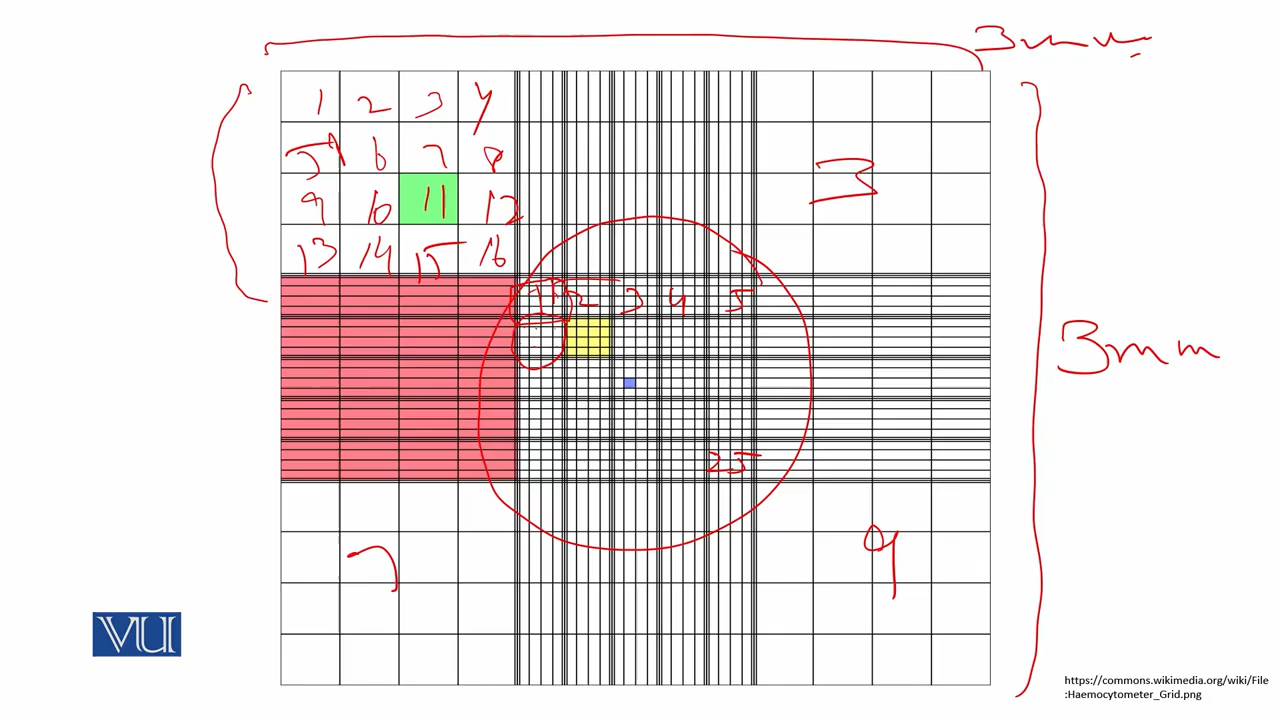 3mm
1 2 3 4
5 6 7 8
3
9 10 11 12
13 14 15 16
1 2 3 4 5
3mm
25
7
9
VU
https://commons.wikimedia.org/wiki/File
:Haemocytometer_Grid.png